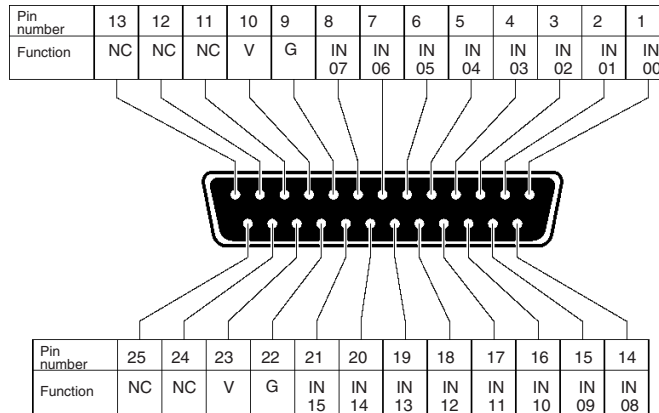 Pin number 13 12 11 10 9 8 7 6 5 4 3 2 1
Function NC NC NC V G IN 07 IN 06 IN 05 IN 04 IN 03 IN 02 IN 01 IN 00
Pin number 25 24 23 22 21 20 19 18 17 16 15 14
Function NC NC V G IN 15 IN 14 IN 13 IN 12 IN 11 IN 10 IN 09 IN 08